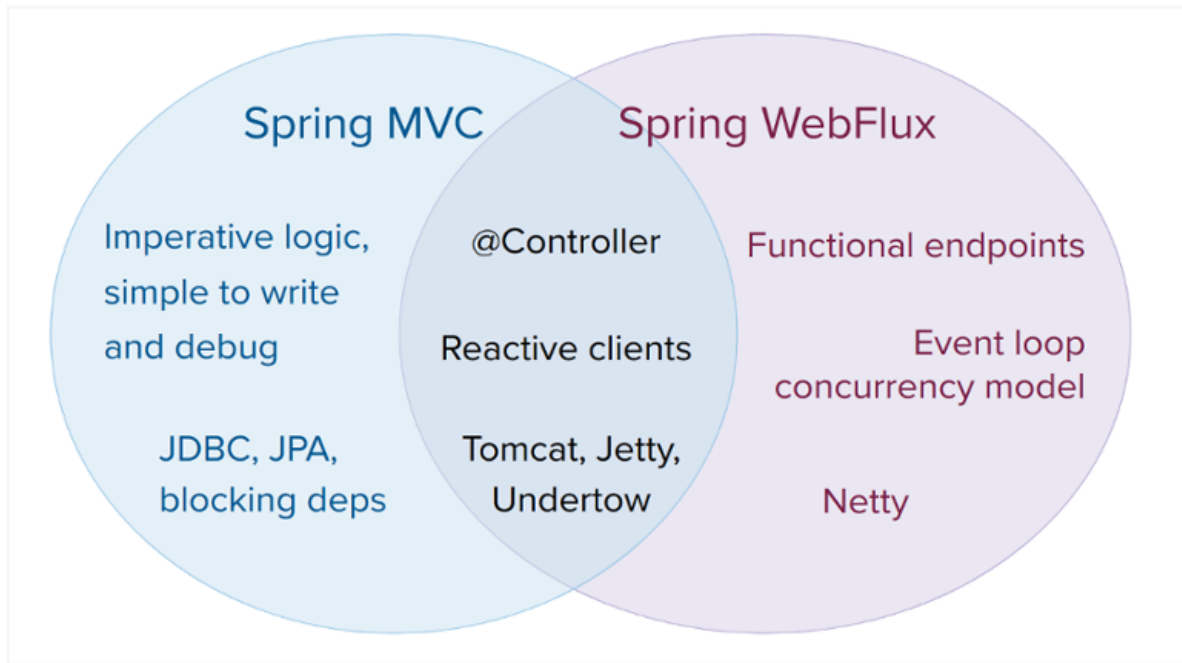 Spring MVC
Spring WebFlux
Imperative logic,
simple to write
and debug
JDBC, JPA,
blocking deps
@Controller
Reactive clients
Tomcat, Jetty,
Undertow
Functional endpoints
Event loop
concurrency model
Netty